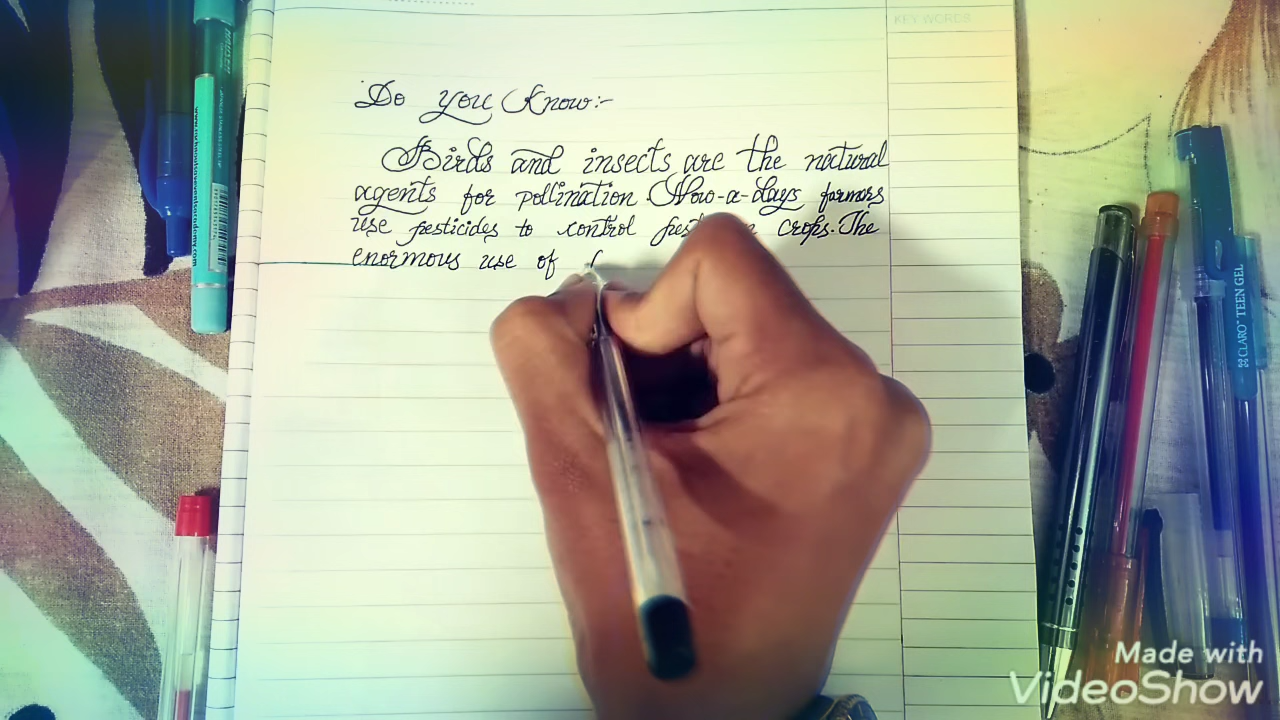 KEY WORDS
Do you Know:-
Birds and insects are the natural
agents for pollination Now-a-days farmers
use pesticides to control crops. The
enormous use of
CLARO TEEN GEL
Made with
VideoShow